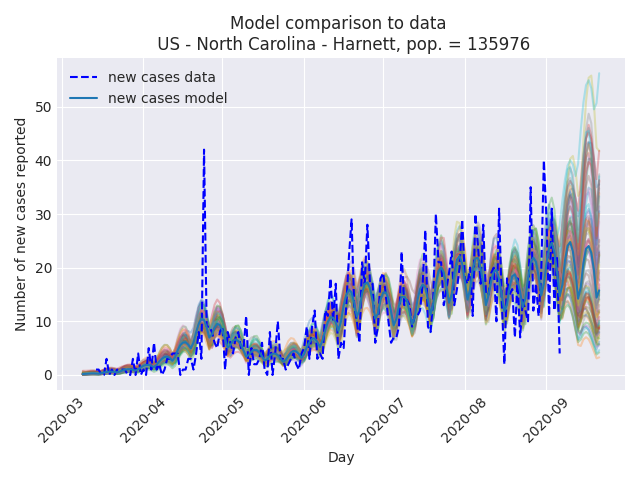 Model comparison to data
US - North Carolina - Harnett, pop. = 135976
new cases data
new cases model
Number of new cases reported
50
40
30
20
10
0
2020-03
2020-04
2020-05
2020-06
2020-07
2020-08
2020-09
Day